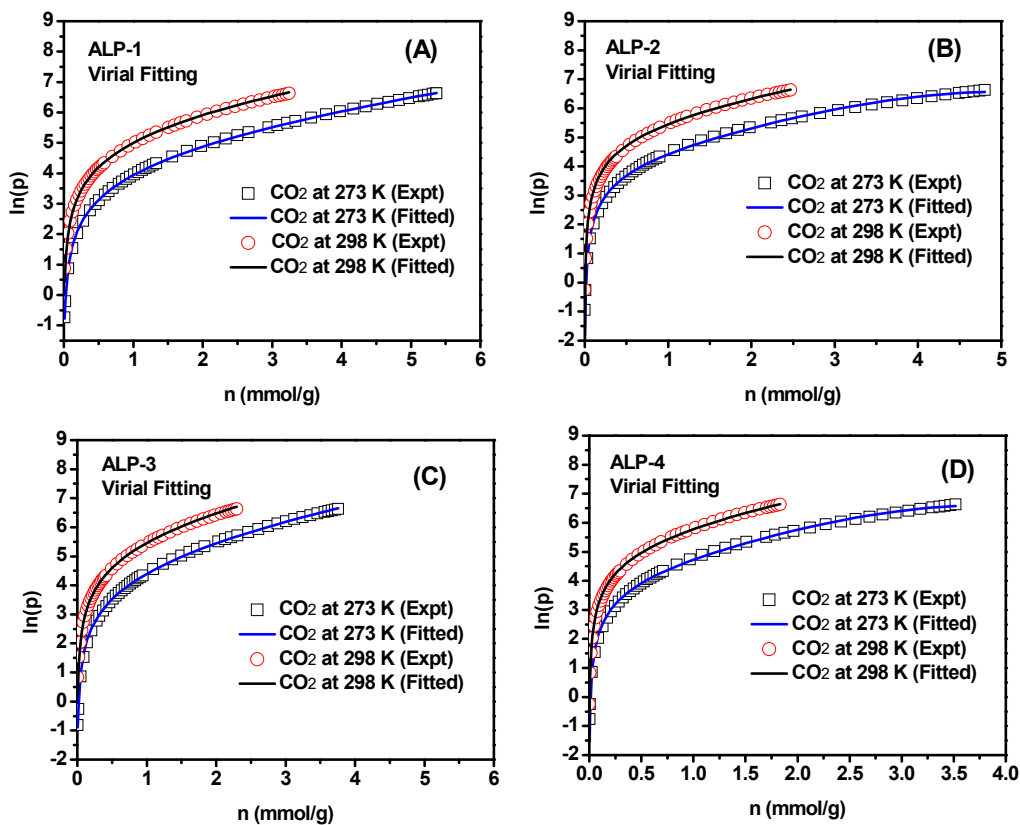 ALP-1
Virial Fitting
(A)
9
8
7
6
5
4
3
2
1
0
-1
ln(p)
CO2 at 273 K (Expt)
CO2 at 273 K (Fitted)
CO2 at 298 K (Expt)
CO2 at 298 K (Fitted)
0 1 2 3 4 5 6
n (mmol/g)
ALP-2
Virial Fitting
(B)
9
8
7
6
5
4
3
2
1
0
-1
-2
ln(p)
CO2 at 273 K (Expt)
CO2 at 273 K (Fitted)
CO2 at 298 K (Expt)
CO2 at 298 K (Fitted)
0 1 2 3 4 5
n (mmol/g)
ALP-3
Virial Fitting
(C)
9
8
7
6
5
4
3
2
1
0
-1
-2
ln(p)
CO2 at 273 K (Expt)
CO2 at 273 K (Fitted)
CO2 at 298 K (Expt)
CO2 at 298 K (Fitted)
0 1 2 3 4 5 6
n (mmol/g)
ALP-4
Virial Fitting
(D)
9
8
7
6
5
4
3
2
1
0
-1
-2
ln(p)
CO2 at 273 K (Expt)
CO2 at 273 K (Fitted)
CO2 at 298 K (Expt)
CO2 at 298 K (Fitted)
0.0 0.5 1.0 1.5 2.0 2.5 3.0 3.5 4.0
n (mmol/g)